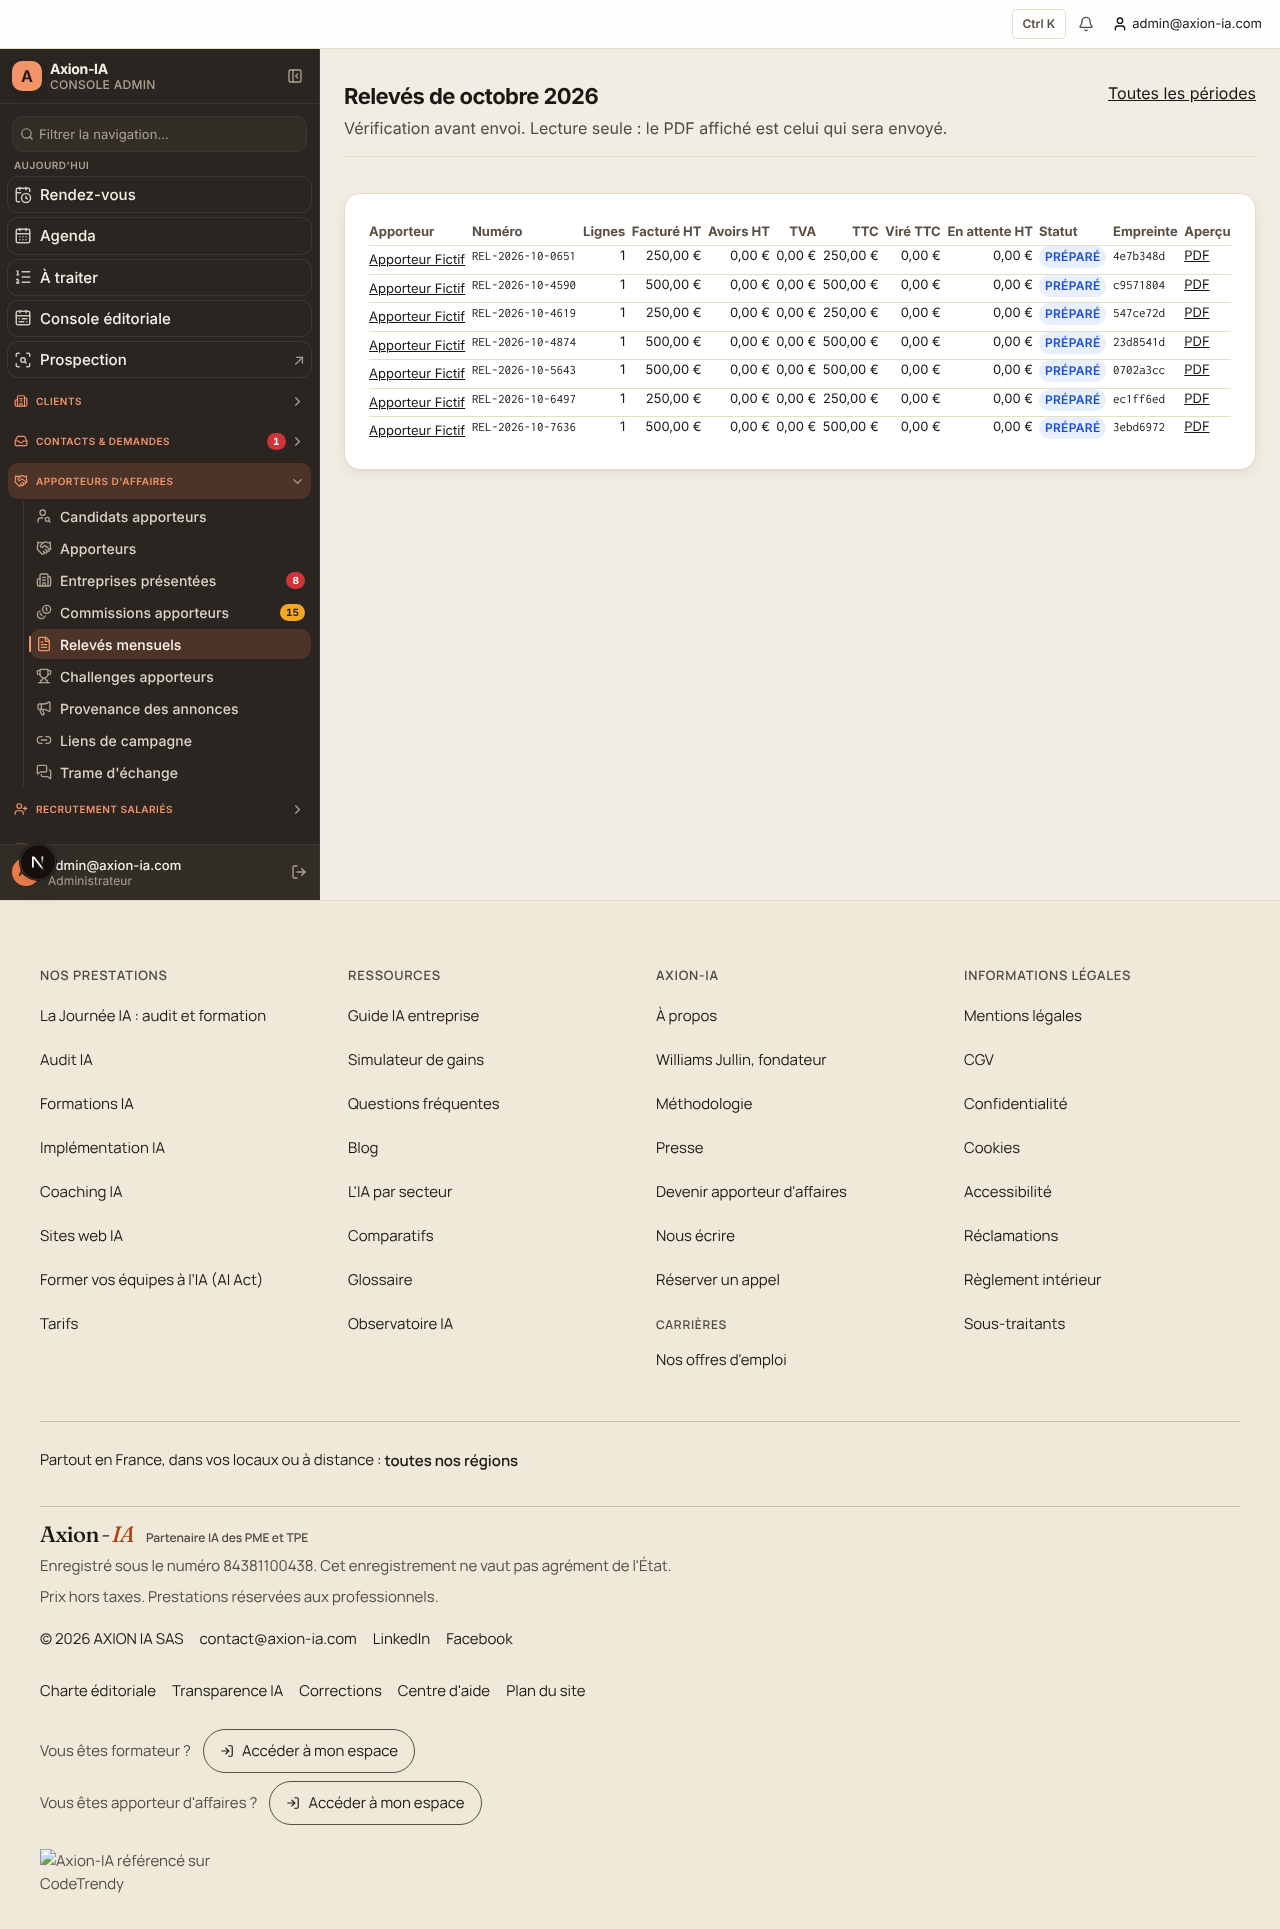 Ctrl K
admin@axion-ia.com
A
Axion-IA
CONSOLE ADMIN
Filtrer la navigation...
AUJOURD'HUI
Rendez-vous
Agenda
À traiter
Console éditoriale
Prospection
CLIENTS
CONTACTS & DEMANDES 1
APPORTEURS D'AFFAIRES
Candidats apporteurs
Apporteurs
Entreprises présentées 8
Commissions apporteurs 15
Relevés mensuels
Challenges apporteurs
Provenance des annonces
Liens de campagne
Trame d'échange
RECRUTEMENT SALARIÉS
N
dmin@axion-ia.com
Administrateur
Relevés de octobre 2026
Toutes les périodes
Vérification avant envoi. Lecture seule : le PDF affiché est celui qui sera envoyé.
Apporteur Numéro Lignes Facturé HT Avoirs HT TVA TTC Viré TTC En attente HT Statut Empreinte Aperçu
Apporteur Fictif REL-2026-10-0651 1 250,00 € 0,00 € 0,00 € 250,00 € 0,00 € 0,00 € PRÉPARÉ 4e7b348d PDF
Apporteur Fictif REL-2026-10-4590 1 500,00 € 0,00 € 0,00 € 500,00 € 0,00 € 0,00 € PRÉPARÉ c9571804 PDF
Apporteur Fictif REL-2026-10-4619 1 250,00 € 0,00 € 0,00 € 250,00 € 0,00 € 0,00 € PRÉPARÉ 547ce72d PDF
Apporteur Fictif REL-2026-10-4874 1 500,00 € 0,00 € 0,00 € 500,00 € 0,00 € 0,00 € PRÉPARÉ 23d8541d PDF
Apporteur Fictif REL-2026-10-5643 1 500,00 € 0,00 € 0,00 € 500,00 € 0,00 € 0,00 € PRÉPARÉ 0702a3cc PDF
Apporteur Fictif REL-2026-10-6497 1 250,00 € 0,00 € 0,00 € 250,00 € 0,00 € 0,00 € PRÉPARÉ ec1ff6ed PDF
Apporteur Fictif REL-2026-10-7636 1 500,00 € 0,00 € 0,00 € 500,00 € 0,00 € 0,00 € PRÉPARÉ 3ebd6972 PDF
NOS PRESTATIONS
La Journée IA : audit et formation
Audit IA
Formations IA
Implémentation IA
Coaching IA
Sites web IA
Former vos équipes à l'IA (AI Act)
Tarifs
RESSOURCES
Guide IA entreprise
Simulateur de gains
Questions fréquentes
Blog
L'IA par secteur
Comparatifs
Glossaire
Observatoire IA
AXION-IA
À propos
Williams Jullin, fondateur
Méthodologie
Presse
Devenir apporteur d'affaires
Nous écrire
Réserver un appel
CARRIÈRES
Nos offres d'emploi
INFORMATIONS LÉGALES
Mentions légales
CGV
Confidentialité
Cookies
Accessibilité
Réclamations
Règlement intérieur
Sous-traitants
Partout en France, dans vos locaux ou à distance : toutes nos régions
Axion-IA Partenaire IA des PME et TPE
Enregistré sous le numéro 84381100438. Cet enregistrement ne vaut pas agrément de l'État.
Prix hors taxes. Prestations réservées aux professionnels.
© 2026 AXION IA SAS contact@axion-ia.com LinkedIn Facebook
Charte éditoriale Transparence IA Corrections Centre d'aide Plan du site
Vous êtes formateur ? Accéder à mon espace
Vous êtes apporteur d'affaires ? Accéder à mon espace
Axion-IA référencé sur
CodeTrendy